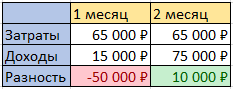 1 месяц 2 месяц
Затраты 65 000 ₽ 65 000 ₽
Доходы 15 000 ₽ 75 000 ₽
Разность -50 000 ₽ 10 000 ₽